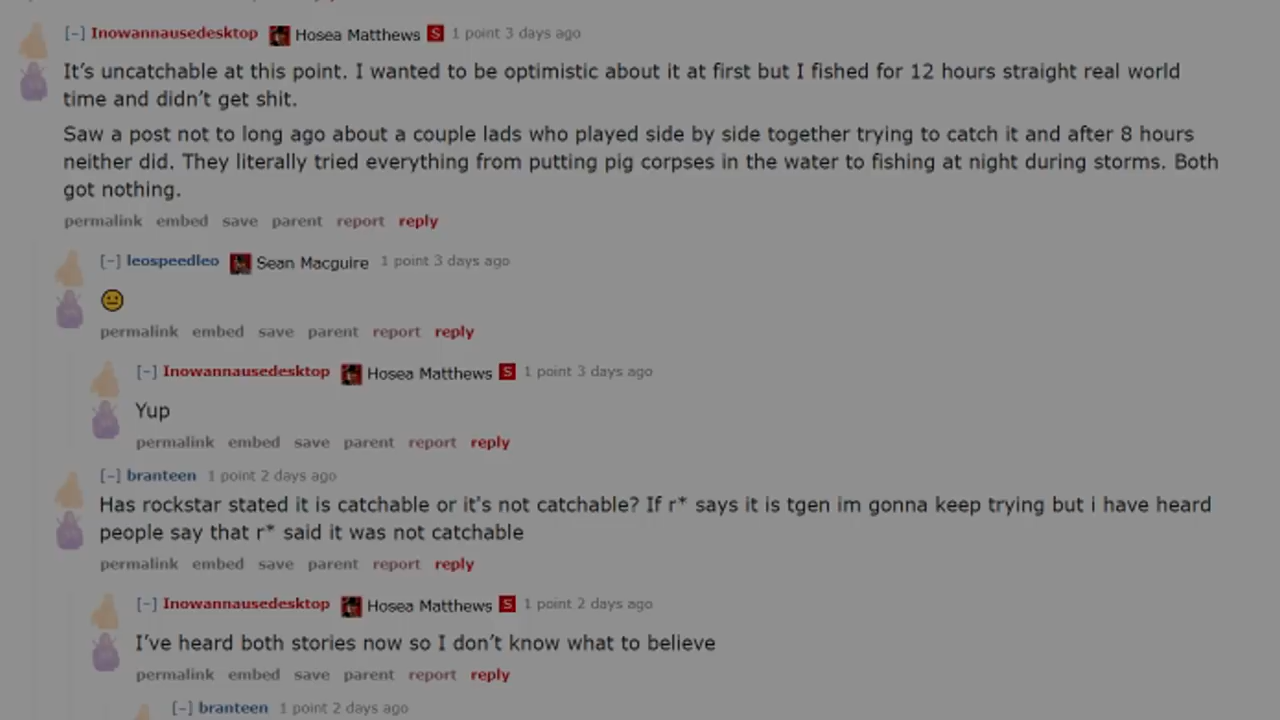 [-] Inowannausedesktop Hosea Matthews S 1 point 3 days ago
It’s uncatchable at this point. I wanted to be optimistic about it at first but I fished for 12 hours straight real world
time and didn’t get shit.
Saw a post not to long ago about a couple lads who played side by side together trying to catch it and after 8 hours
neither did. They literally tried everything from putting pig corpses in the water to fishing at night during storms. Both
got nothing.
permalink embed save parent report reply
[-] leospeedleo Sean Macguire 1 point 3 days ago
permalink embed save parent report reply
[-] Inowannausedesktop Hosea Matthews S 1 point 3 days ago
Yup
permalink embed save parent report reply
[-] branteen 1 point 2 days ago
Has rockstar stated it is catchable or it's not catchable? If r* says it is tgen im gonna keep trying but i have heard
people say that r* said it was not catchable
permalink embed save parent report reply
[-] Inowannausedesktop Hosea Matthews S 1 point 2 days ago
I’ve heard both stories now so I don’t know what to believe
permalink embed save parent report reply
[-] branteen 1 point 2 days ago